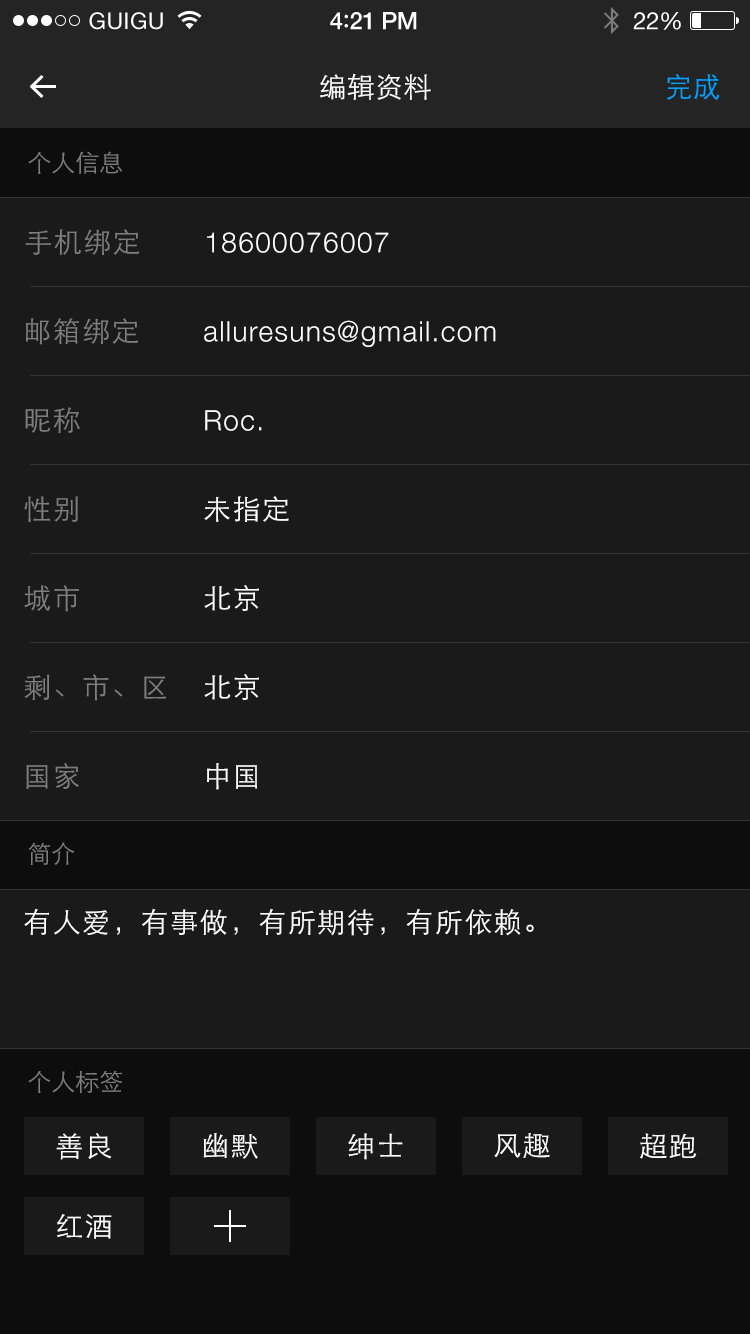 GUIGU 4:21 PM 22%
编辑资料 完成
个人信息
手机绑定 18600076007
邮箱绑定 alluresuns@gmail.com
昵称 Roc.
性别 未指定
城市 北京
剩、市、区 北京
国家 中国
简介
有人爱，有事做，有所期待，有所依赖。
个人标签
善良 幽默 绅士 风趣 超跑
红酒